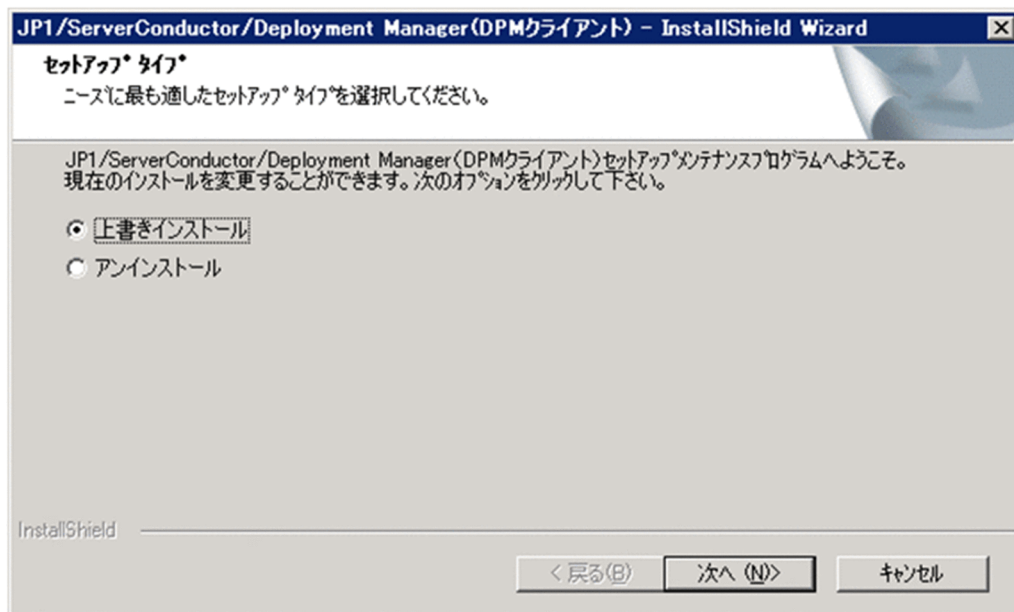 JP1/ServerConductor/Deployment Manager(DPMクライアント) - InstallShield Wizard
セットアップ タイプ
ニーズに最も適したセットアップ タイプを選択してください。
JP1/ServerConductor/Deployment Manager(DPMクライアント)セットアップメンテナンスプログラムへようこそ。
現在のインストールを変更することができます。次のオプションをクリックして下さい。
上書きインストール
アンインストール
InstallShield
< 戻る(B)
次へ (N)>
キャンセル